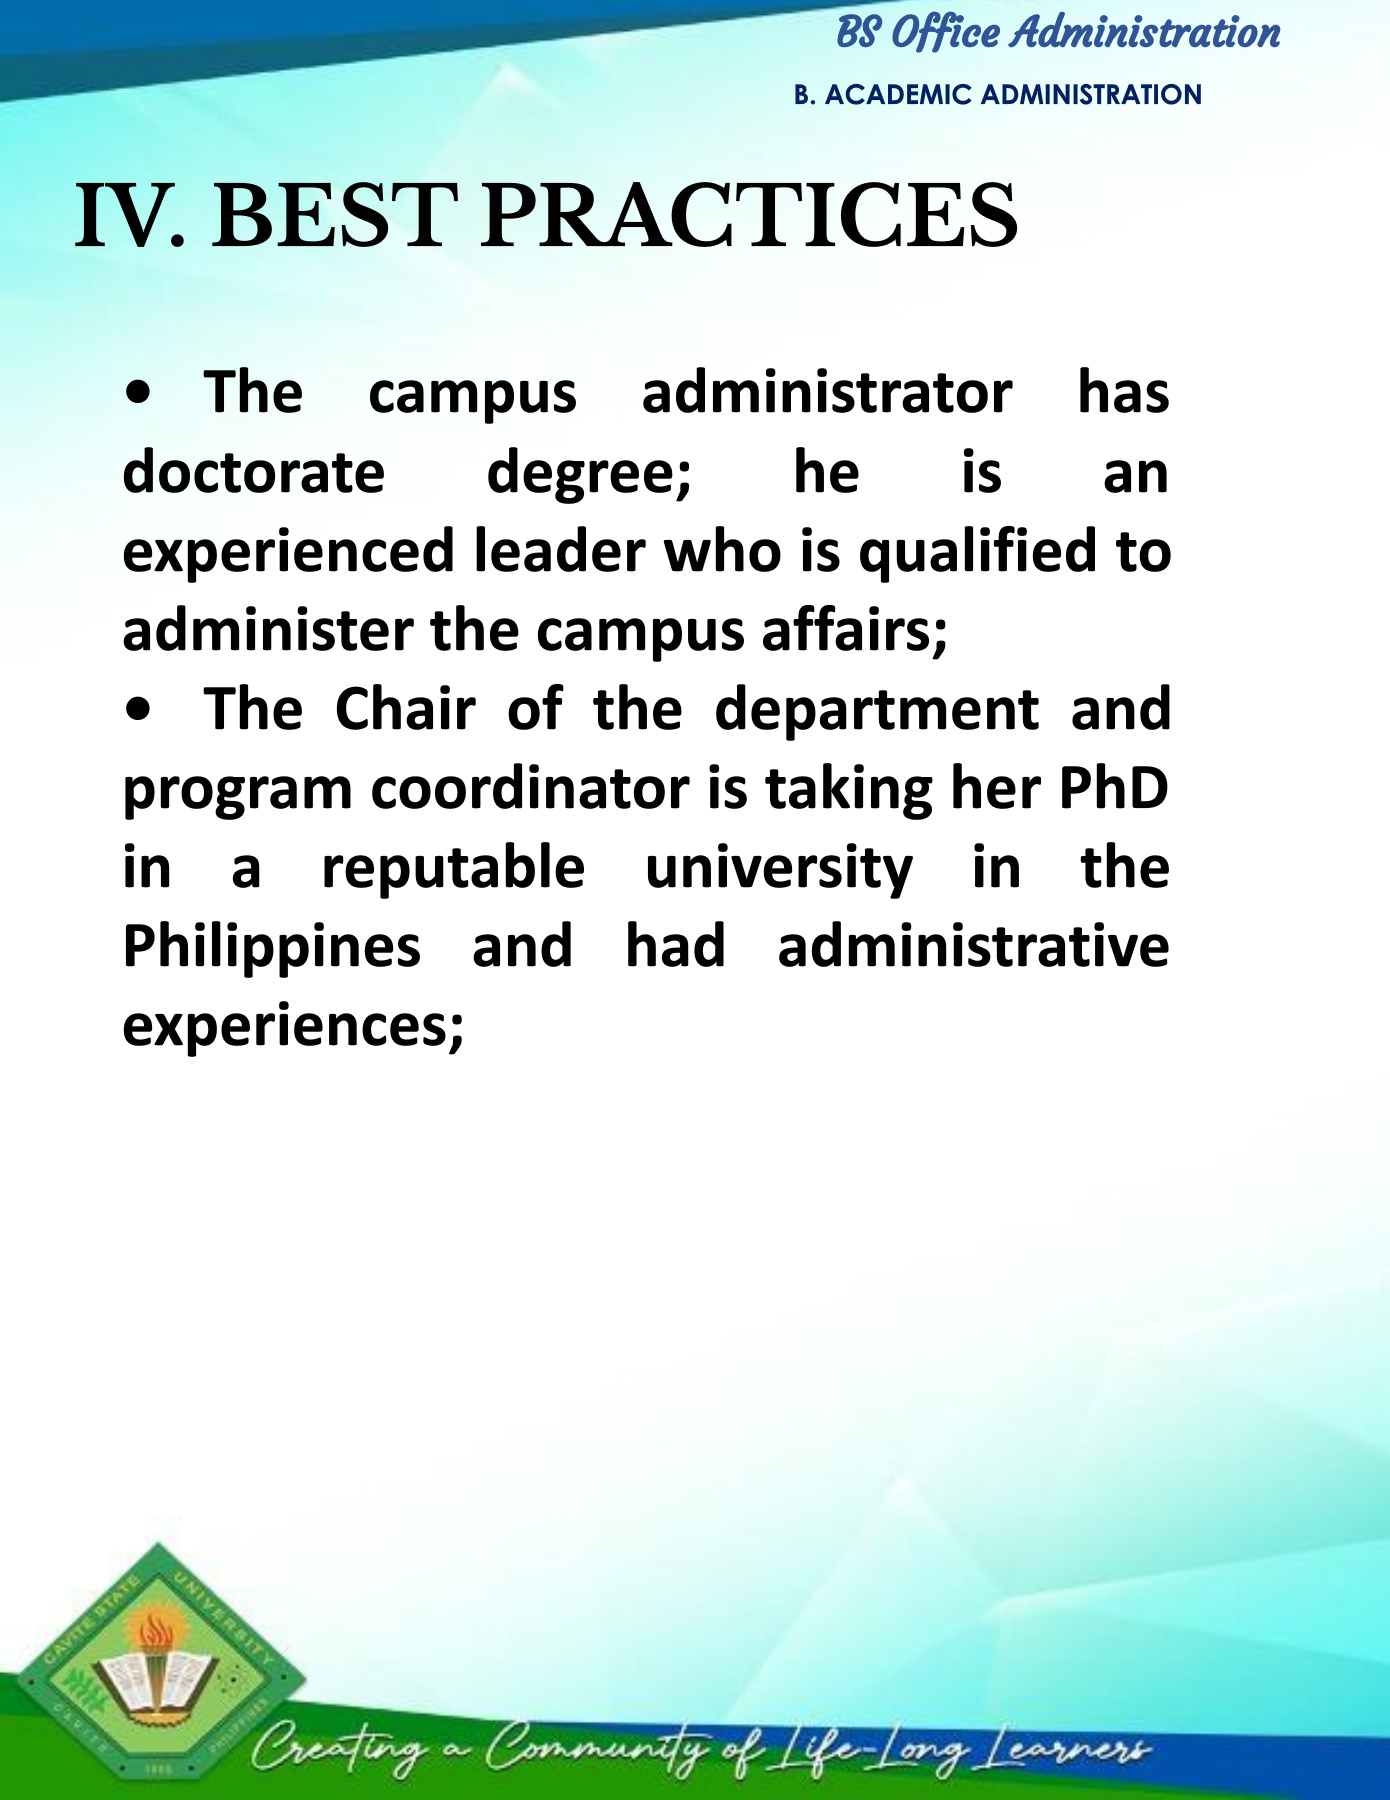 BS Office Administration
B. ACADEMIC ADMINISTRATION
IV. BEST PRACTICES
• The campus administrator has
doctorate degree; he is an
experienced leader who is qualified to
administer the campus affairs;
• The Chair of the department and
program coordinator is taking her PhD
in a reputable university in the
Philippines and had administrative
experiences;
CAVITE STATE UNIVERSITY
CAVITE
PHILIPPINES
1906
Creating a Community of Life-Long Learners